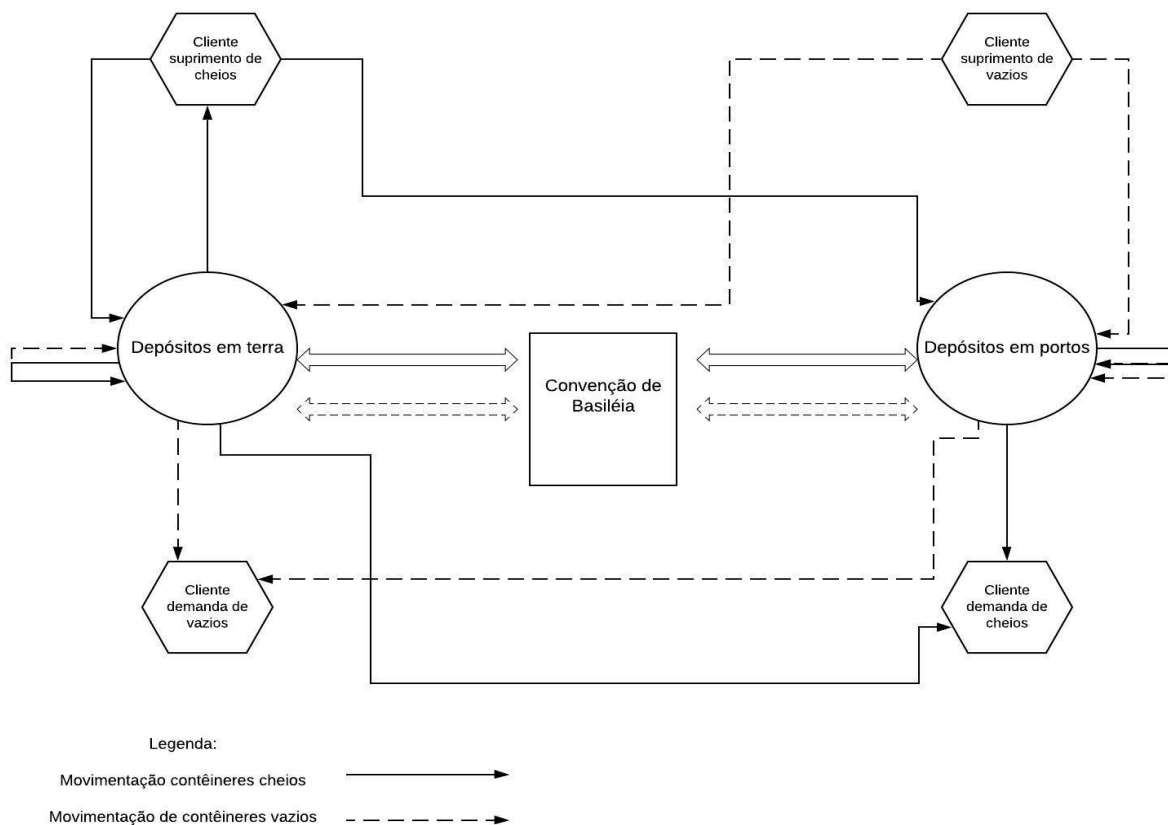 Cliente
suprimento de
cheios
Cliente
suprimento de
vazios
Depósitos em terra
Depósitos em portos
Convenção de
Basiléia
Cliente
demanda de
vazios
Cliente
demanda de
cheios
Legenda:
Movimentação contêineres cheios
Movimentação de contêineres vazios